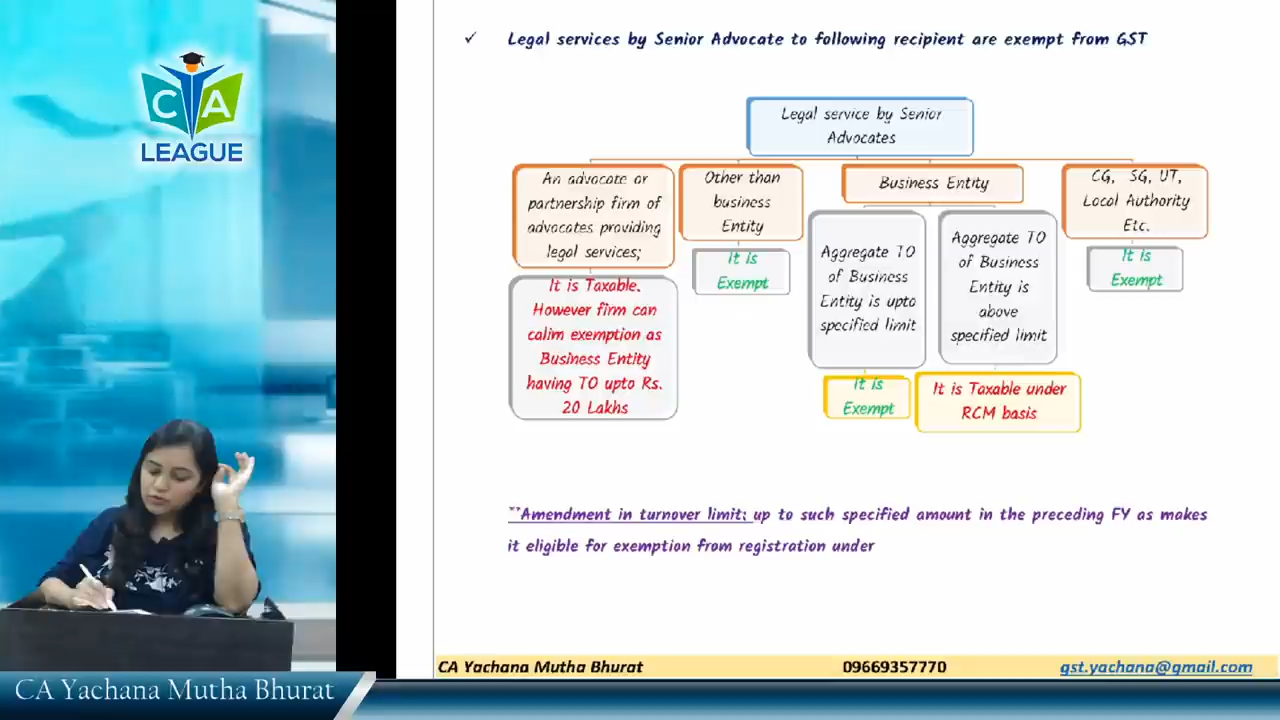 ✓ Legal services by Senior Advocate to following recipient are exempt from GST
C A
LEAGUE
Legal service by Senior
Advocates
An advocate or
partnership firm of
advocates providing
legal services;
It is Taxable.
However firm can
calim exemption as
Business Entity
having TO upto Rs.
20 Lakhs
Other than
business
Entity
It is
Exempt
Business Entity
Aggregate TO
of Business
Entity is upto
specified limit
It is
Exempt
Aggregate TO
of Business
Entity is
above
specified limit
It is Taxable under
RCM basis
CG, SG, UT,
Local Authority
Etc.
It is
Exempt
**Amendment in turnover limit; up to such specified amount in the preceding FY as makes
it eligible for exemption from registration under
CA Yachana Mutha Bhurat 09669357770 gst.yachana@gmail.com
CA Yachana Mutha Bhurat